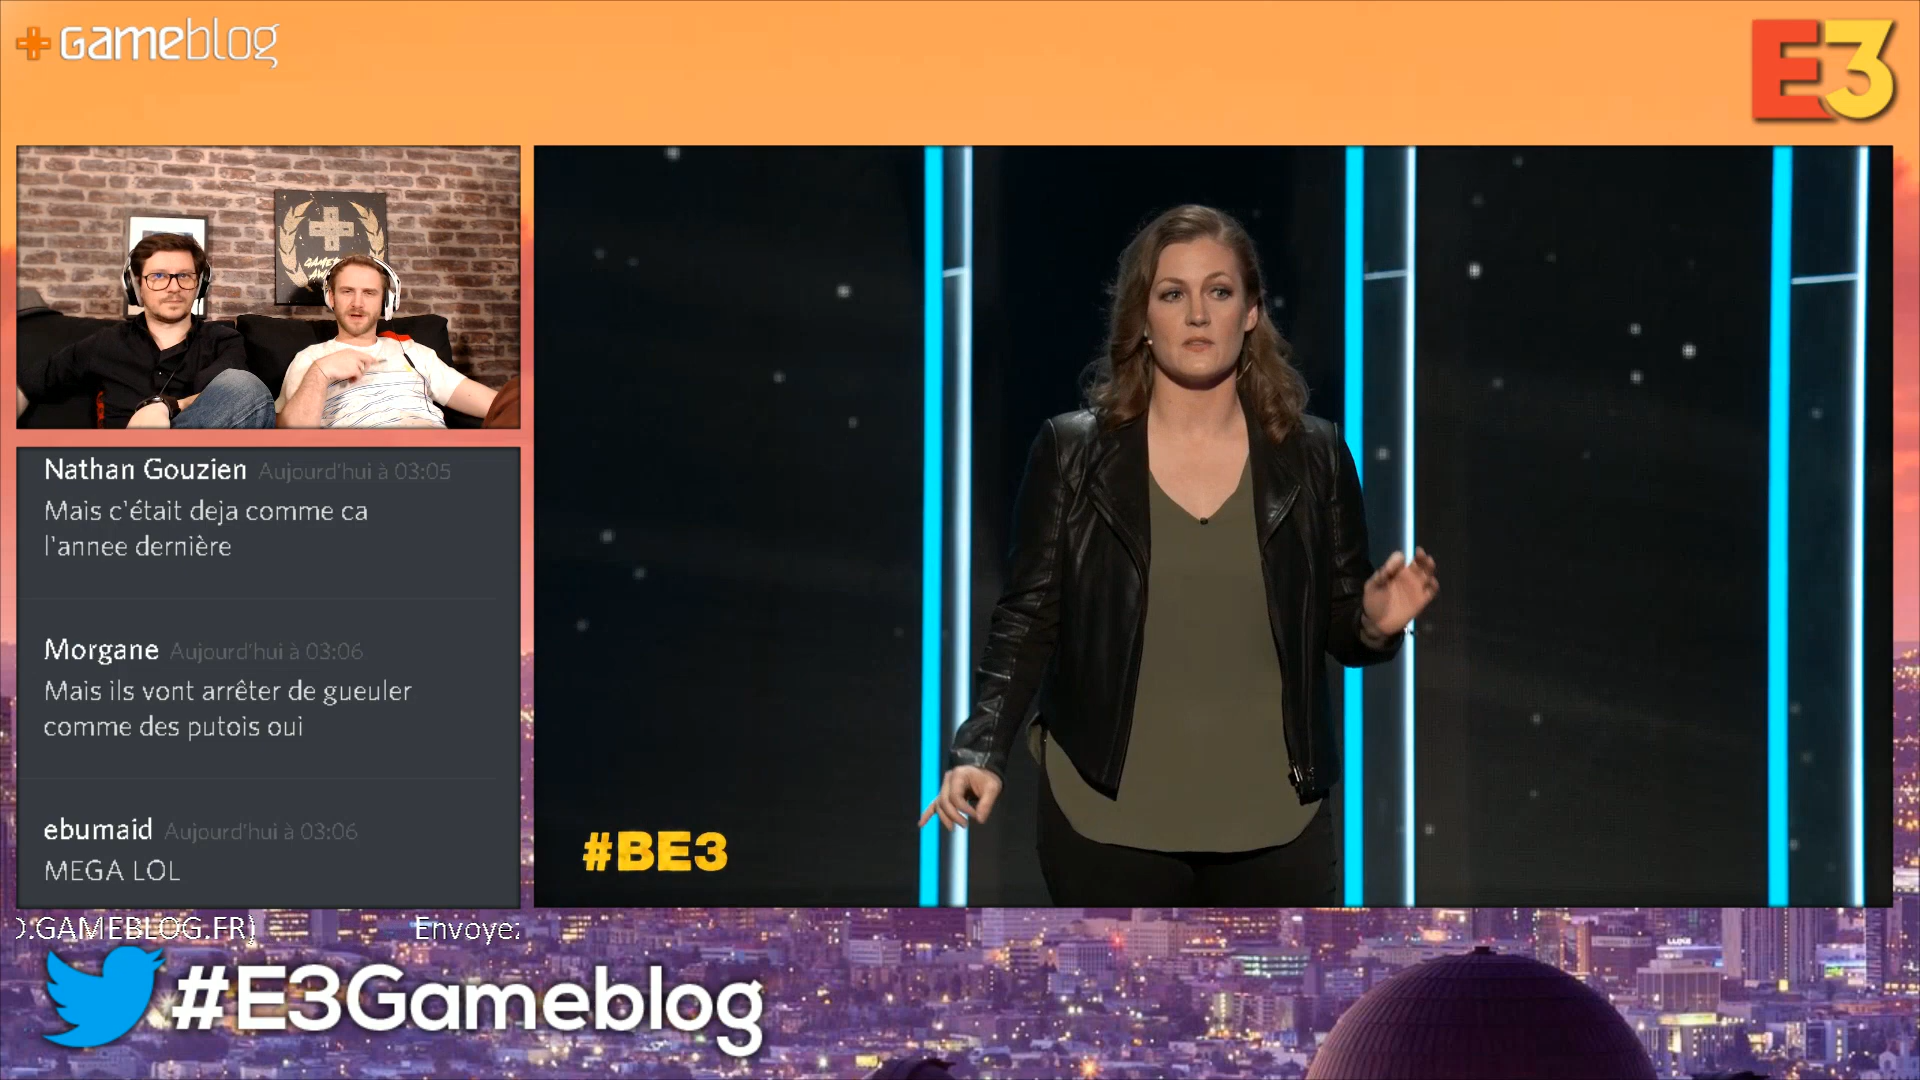 gameblog
E3
Nathan Gouzien Aujourd'hui à 03:05
Mais c'était deja comme ca
l'annee dernière
Morgane Aujourd'hui à 03:06
Mais ils vont arrêter de gueuler
comme des putois oui
ebumaid Aujourd'hui à 03:06
MEGA LOL
#BE3
.GAMEBLOG.FR) Envoyez
#E3Gameblog